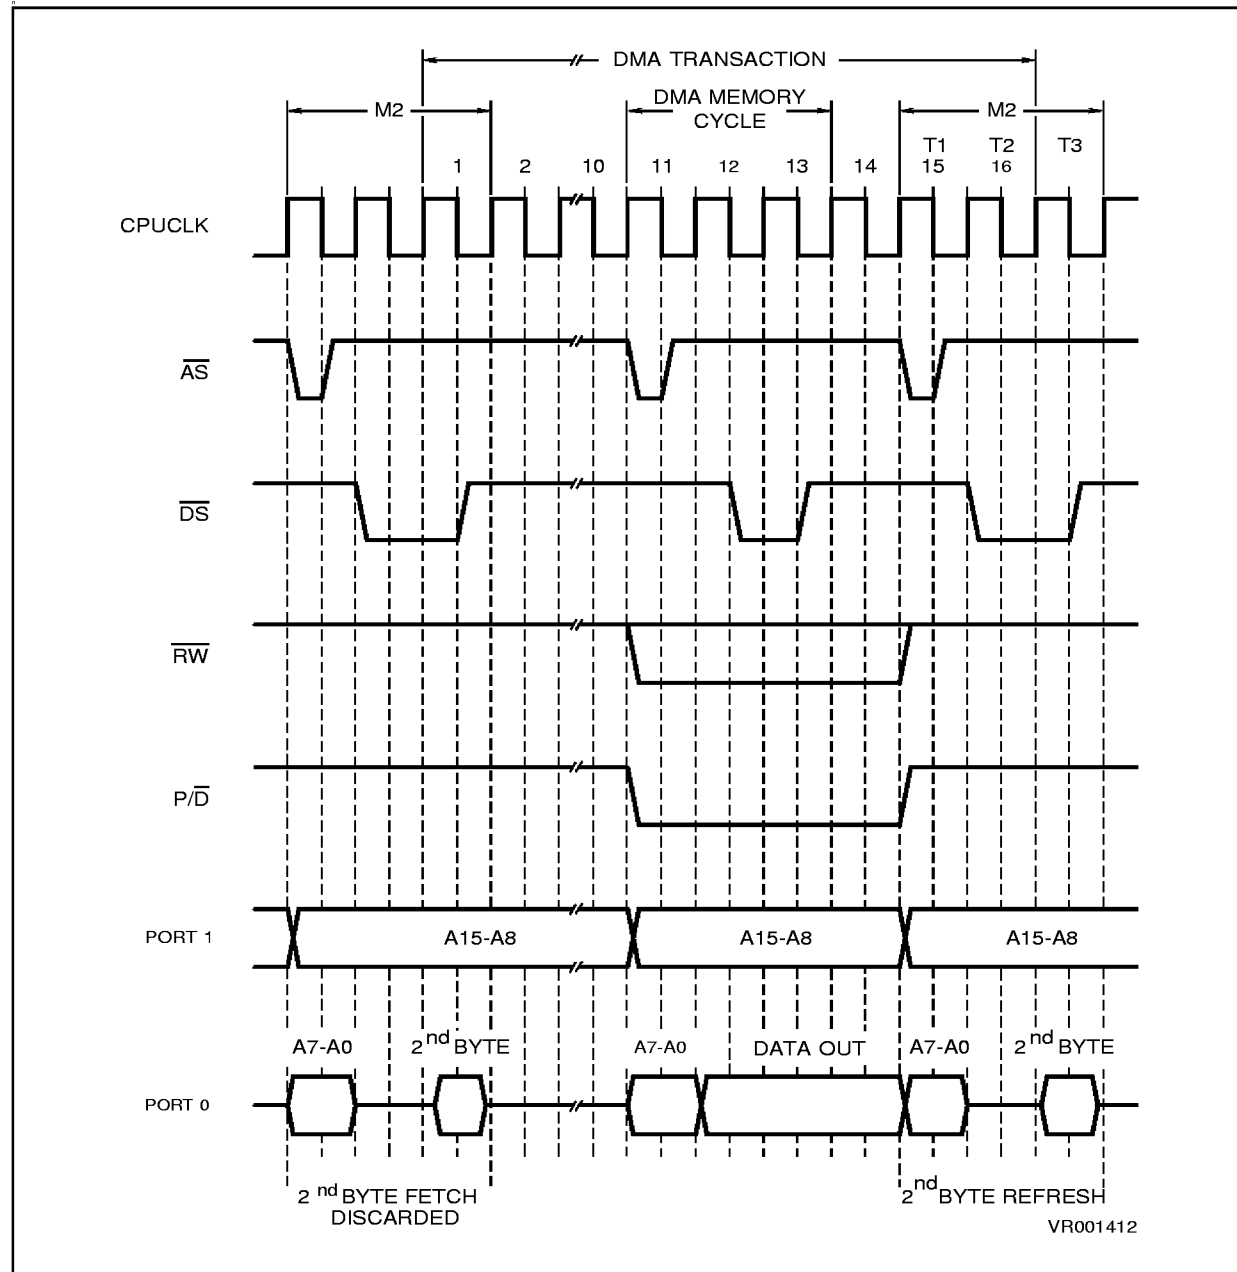 DMA TRANSACTION
M2
DMA MEMORY
CYCLE
M2
T1 T2 T3
1 2 10 11 12 13 14 15 16
CPUCLK
AS
DS
RW
P/D
PORT 1
A15-A8 A15-A8 A15-A8
A7-A0 2nd BYTE A7-A0 DATA OUT A7-A0 2nd BYTE
PORT 0
2nd BYTE FETCH
DISCARDED
2nd BYTE REFRESH
VR001412